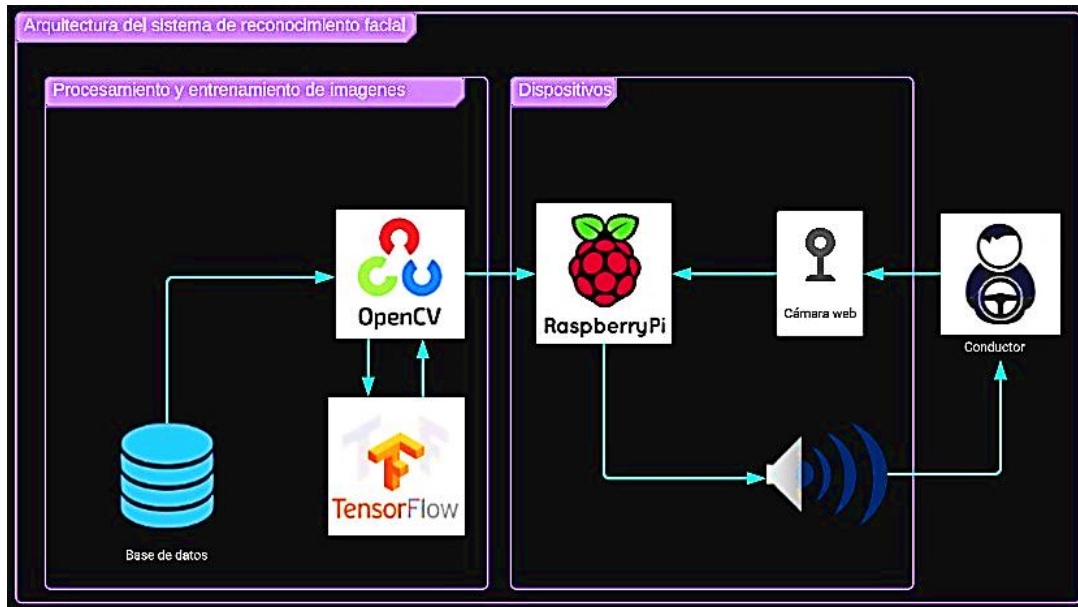 Arquitectura del sistema de reconocimiento facial
Procesamiento y entrenamiento de imagenes
Dispositivos
OpenCV
RaspberryPi
Cámara web
Conductor
TensorFlow
Base de datos